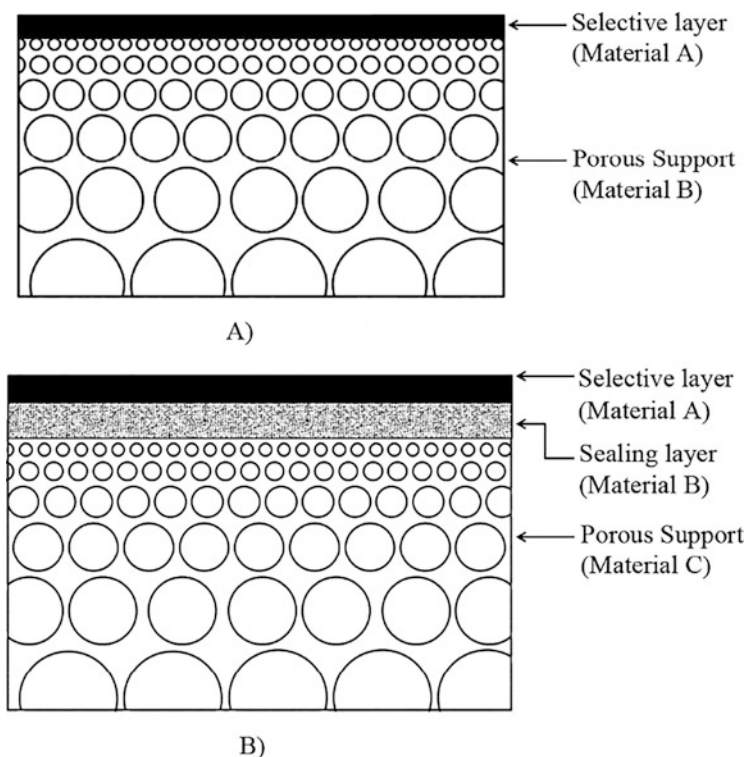 Selective layer
(Material A)
Porous Support
(Material B)
A)
Selective layer
(Material A)
Sealing layer
(Material B)
Porous Support
(Material C)
B)